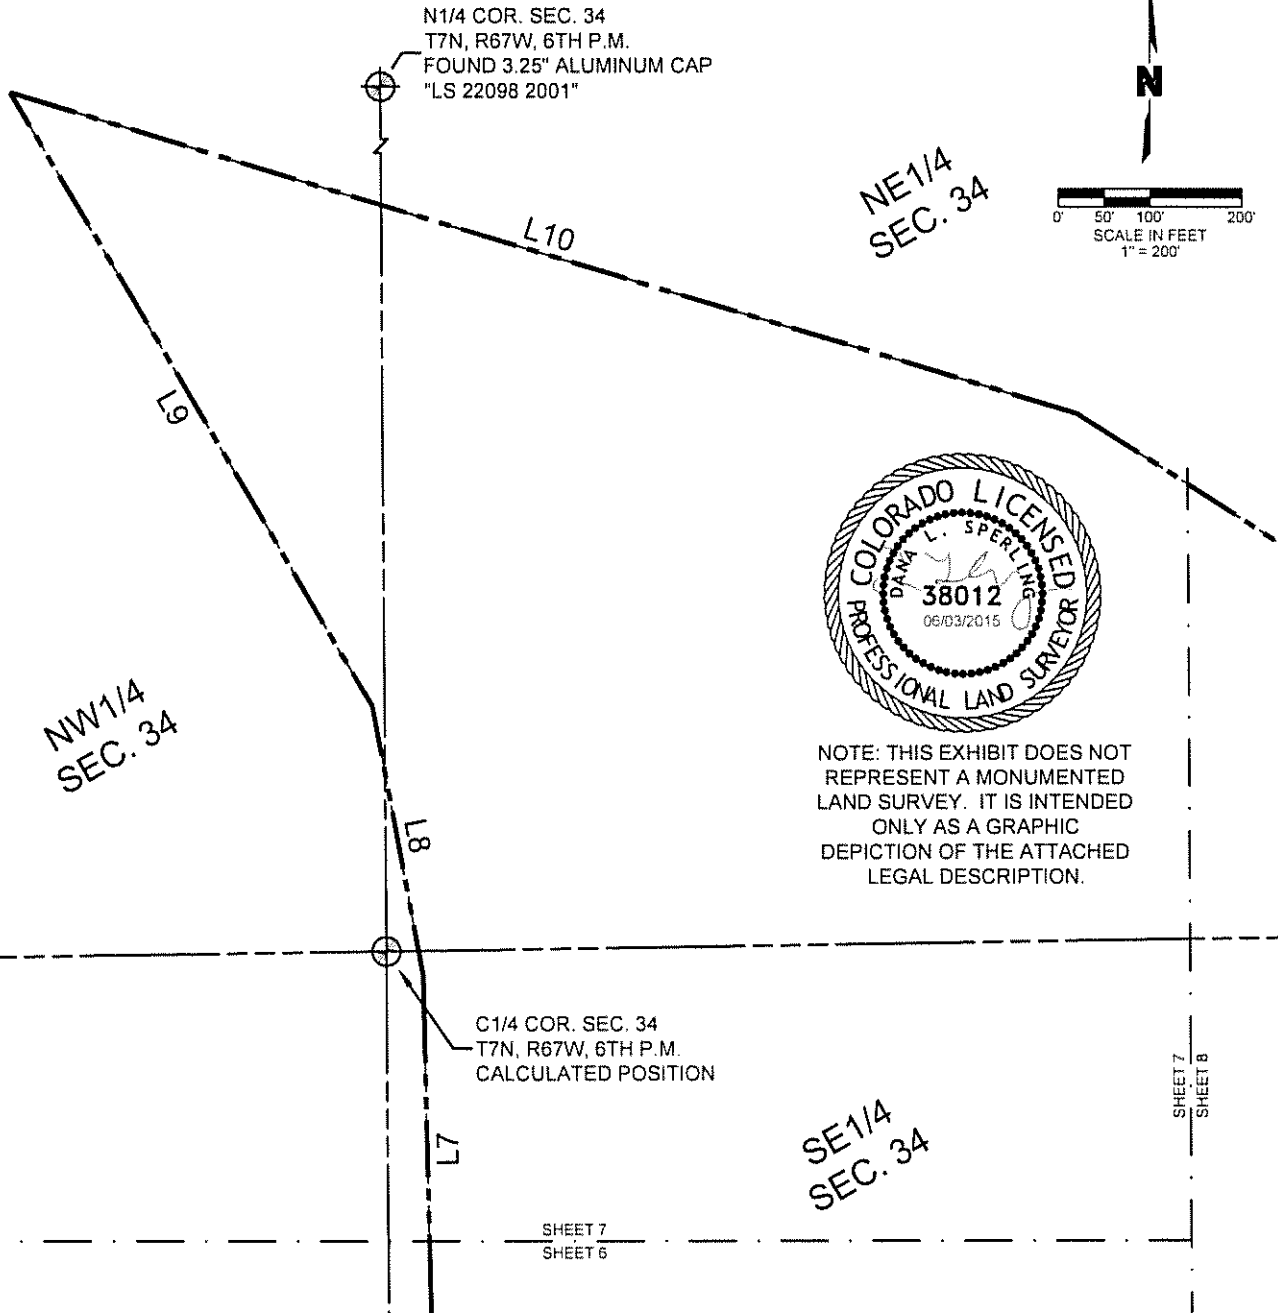 N1/4 COR. SEC. 34
T7N, R67W, 6TH P.M.
FOUND 3.25" ALUMINUM CAP
"LS 22098 2001"
N
0' 50' 100' 200'
SCALE IN FEET
1" = 200'
NE1/4
SEC. 34
L10
L9
COLORADO LICENSED
PROFESSIONAL LAND SURVEYOR
DANA L. SPERLING
38012
06/03/2015
NW1/4
SEC. 34
NOTE: THIS EXHIBIT DOES NOT
REPRESENT A MONUMENTED
LAND SURVEY. IT IS INTENDED
ONLY AS A GRAPHIC
DEPICTION OF THE ATTACHED
LEGAL DESCRIPTION.
L8
C1/4 COR. SEC. 34
T7N, R67W, 6TH P.M.
CALCULATED POSITION
SHEET 7
SHEET 8
L7
SE1/4
SEC. 34
SHEET 7
SHEET 6